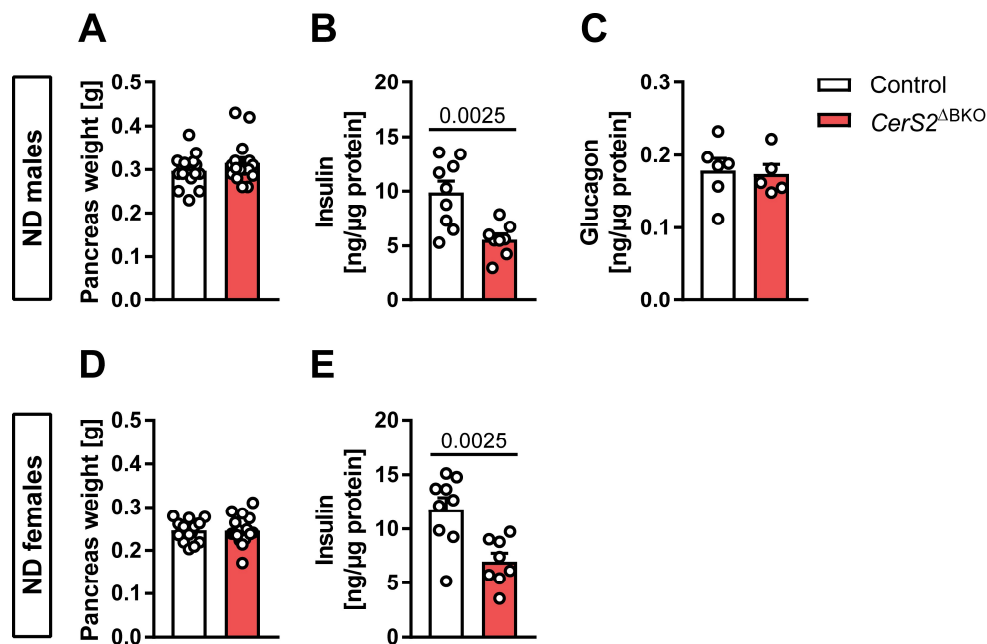 A
B
C
ND males
Pancreas weight [g]
0.5
0.4
0.3
0.2
0.1
0.0
Insulin
[ng/µg protein]
20
15
10
5
0
0.0025
Glucagon
[ng/µg protein]
0.3
0.2
0.1
0.0
Control
CerS2ΔBKO
D
E
ND females
Pancreas weight [g]
0.5
0.4
0.3
0.2
0.1
0.0
Insulin
[ng/µg protein]
20
15
10
5
0
0.0025